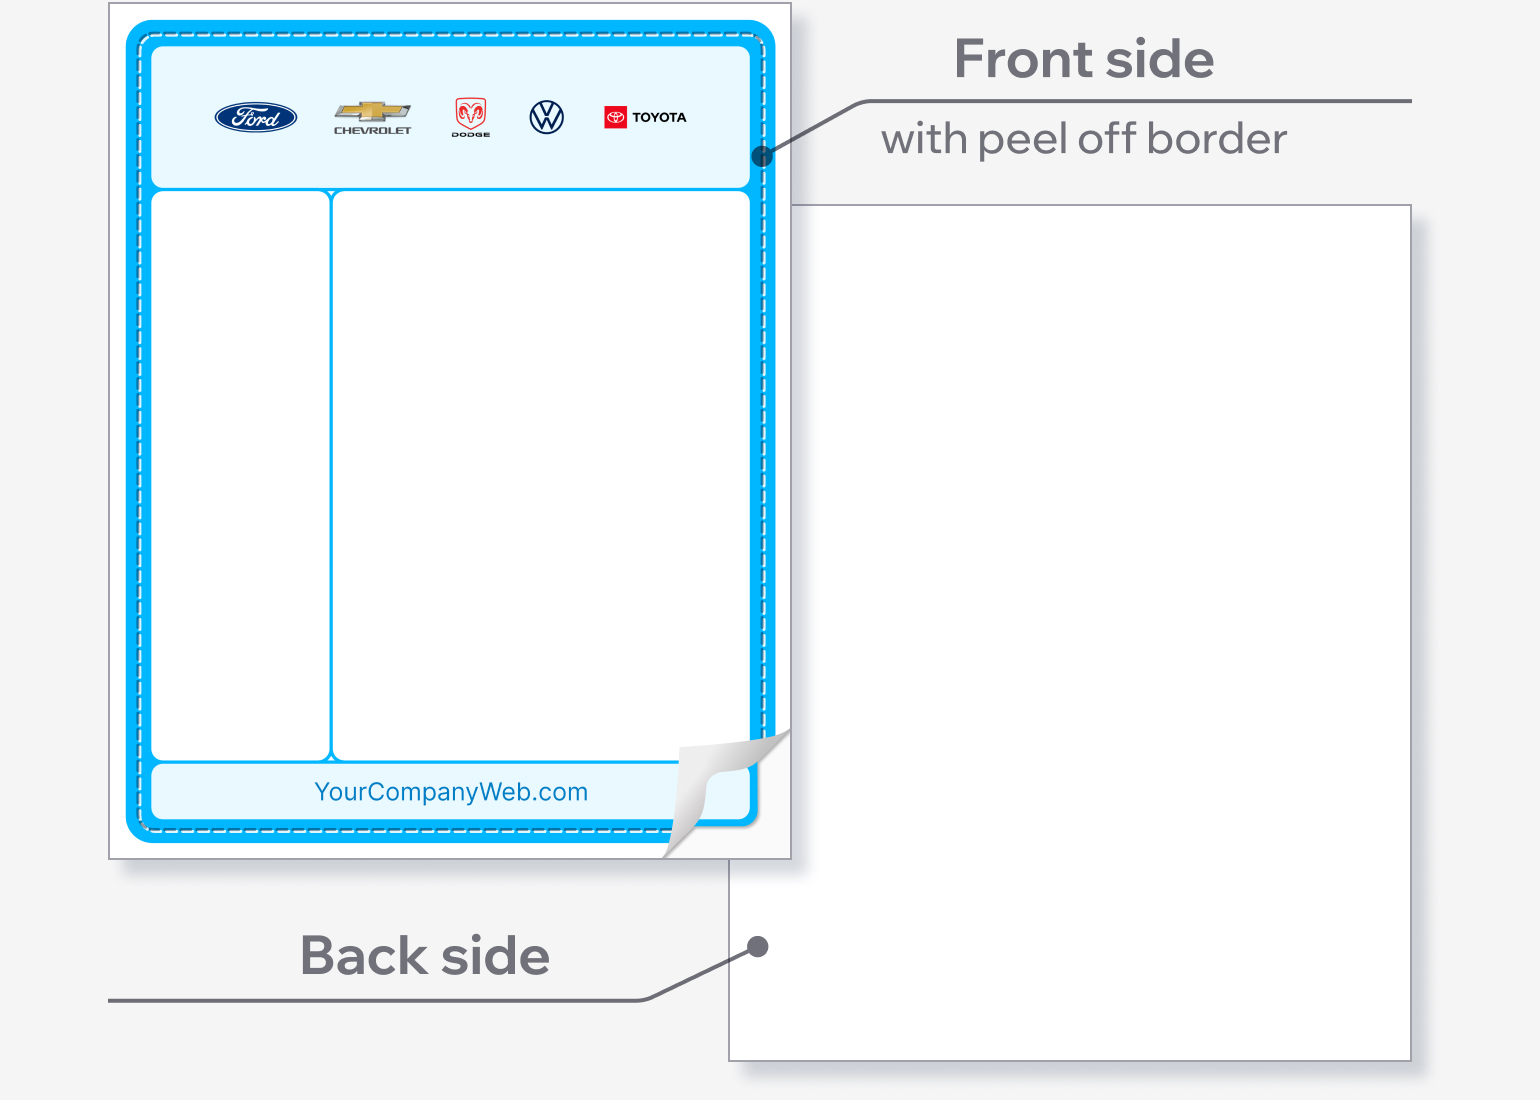 Front side
with peel off border
Ford
CHEVROLET
DODGE
TOYOTA
YourCompanyWeb.com
Back side